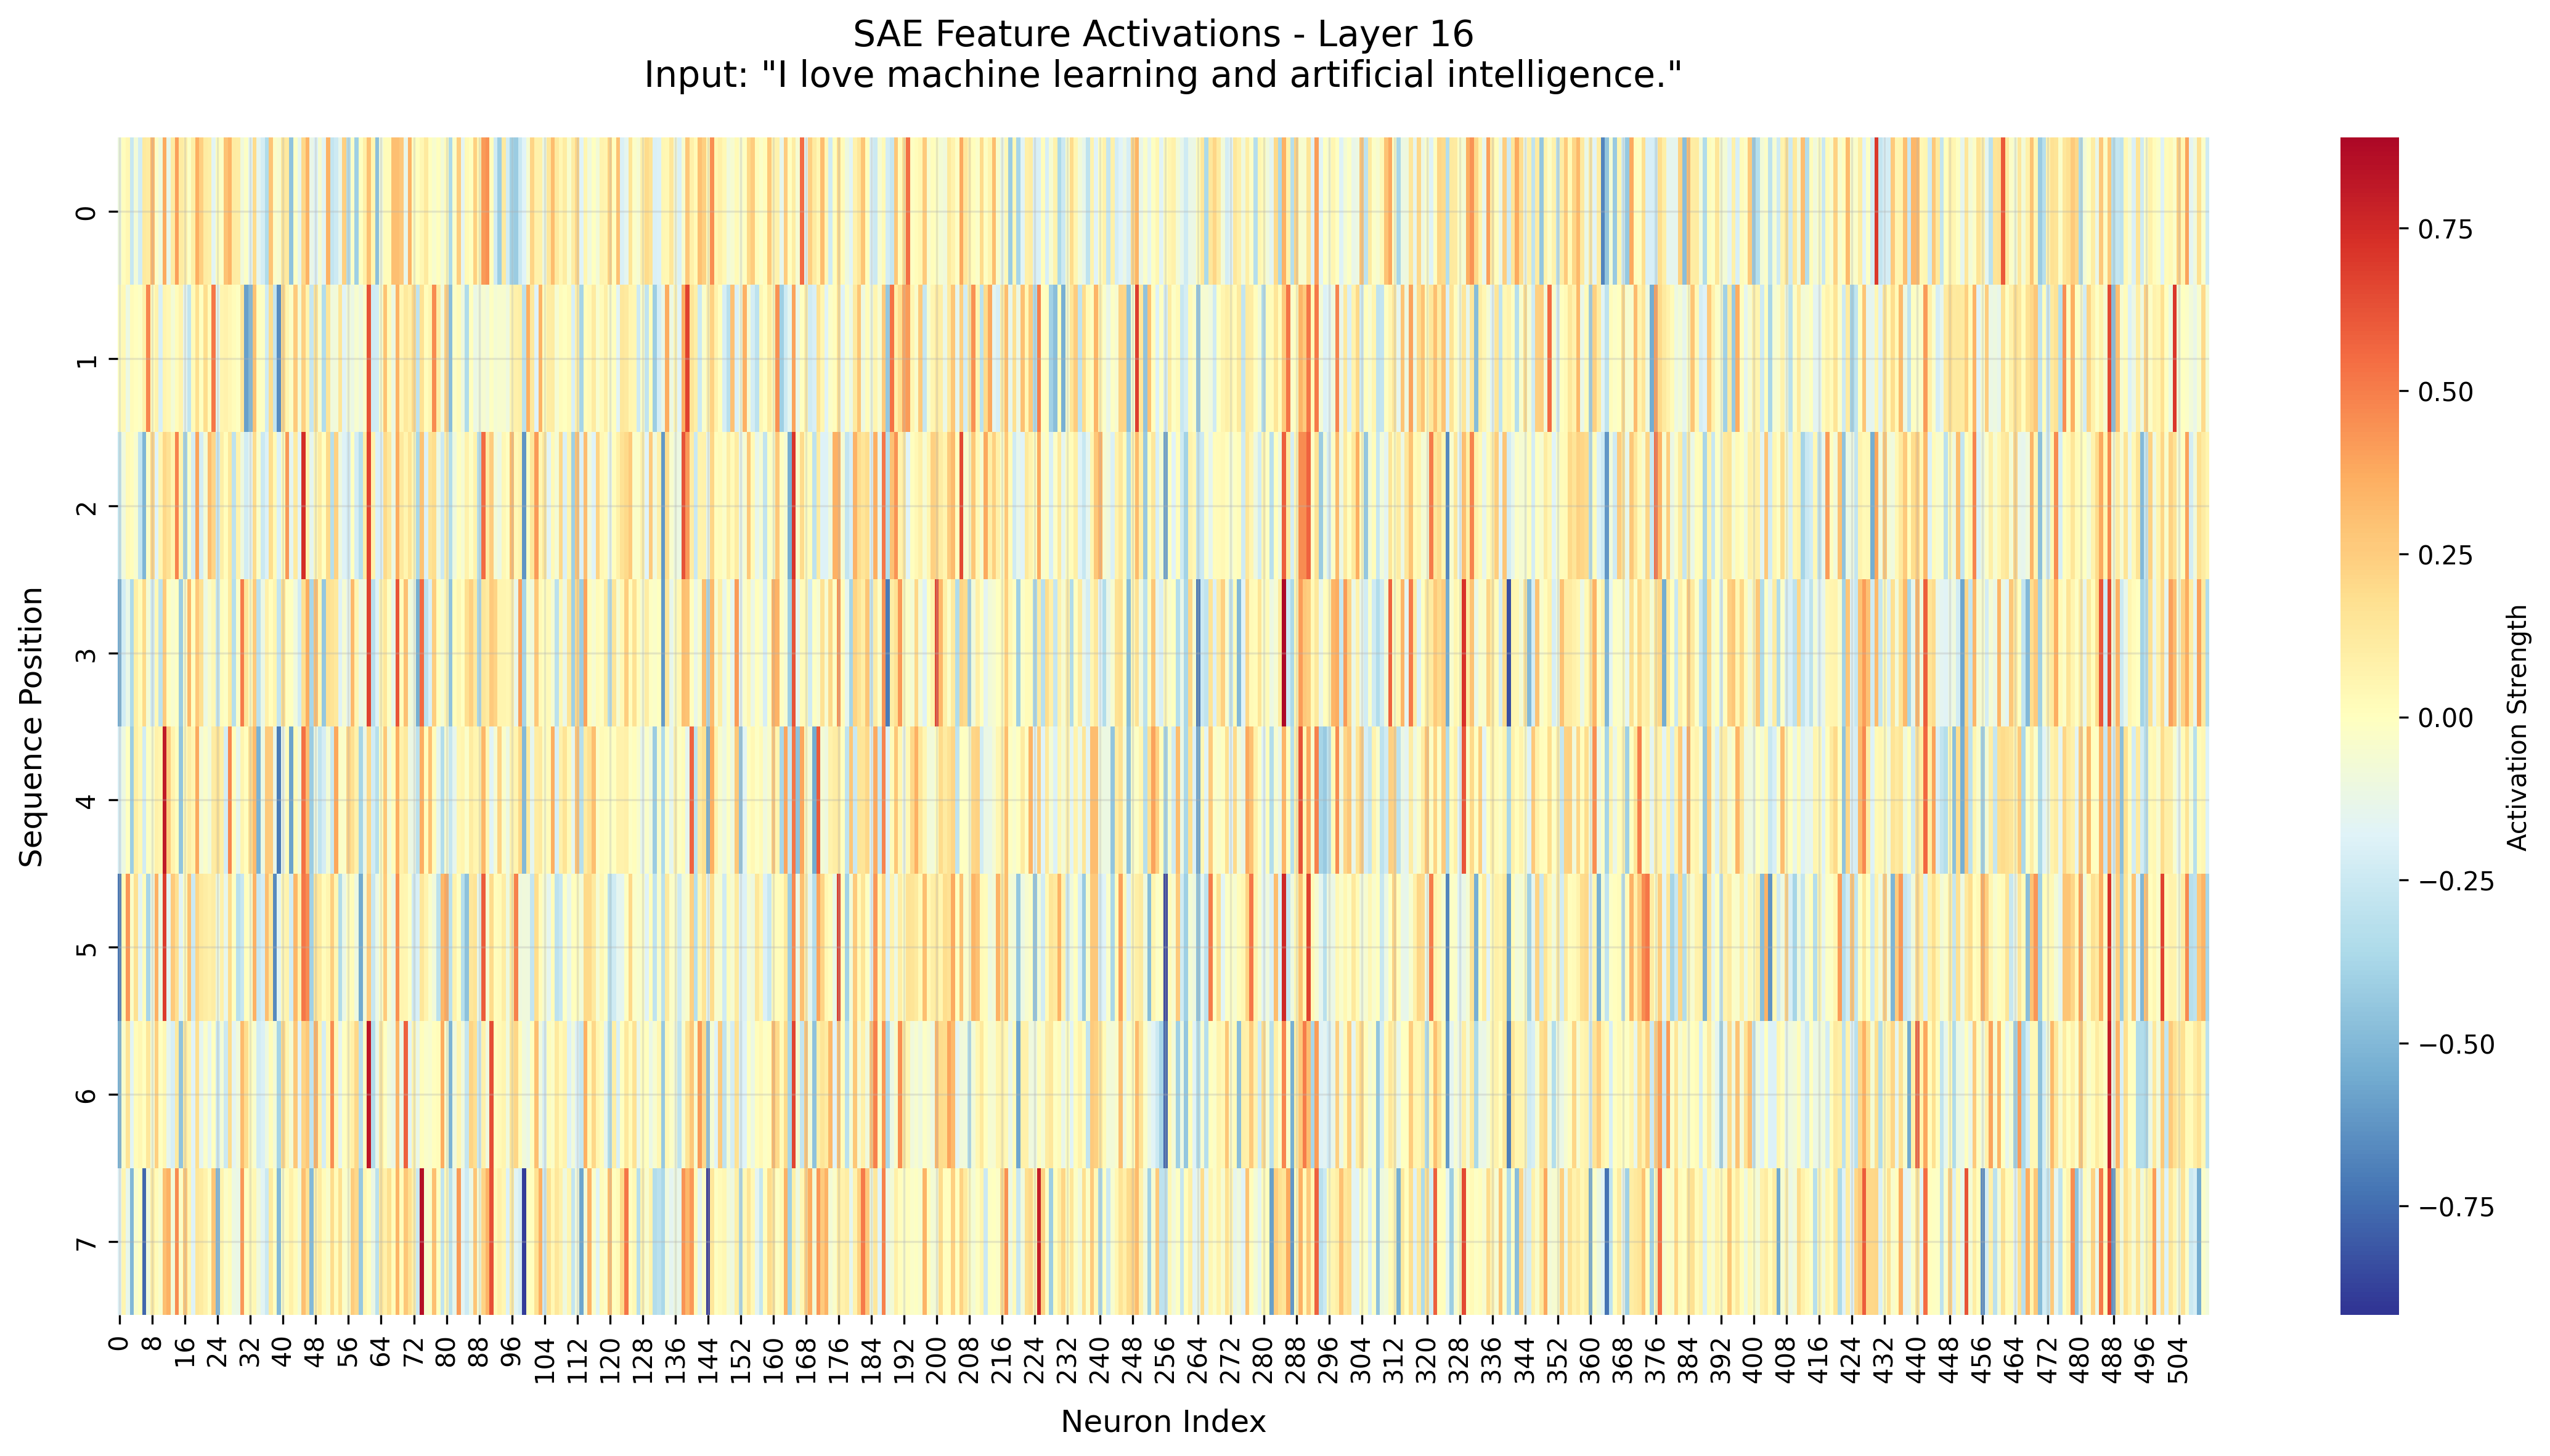 SAE Feature Activations - Layer 16
Input: "I love machine learning and artificial intelligence."
Sequence Position
0
1
2
3
4
5
6
7
0 8 16 24 32 40 48 56 64 72 80 88 96 104 112 120 128 136 144 152 160 168 176 184 192 200 208 216 224 232 240 248 256 264 272 280 288 296 304 312 320 328 336 344 352 360 368 376 384 392 400 408 416 424 432 440 448 456 464 472 480 488 496 504
Neuron Index
0.75
0.50
0.25
0.00
−0.25
−0.50
−0.75
Activation Strength